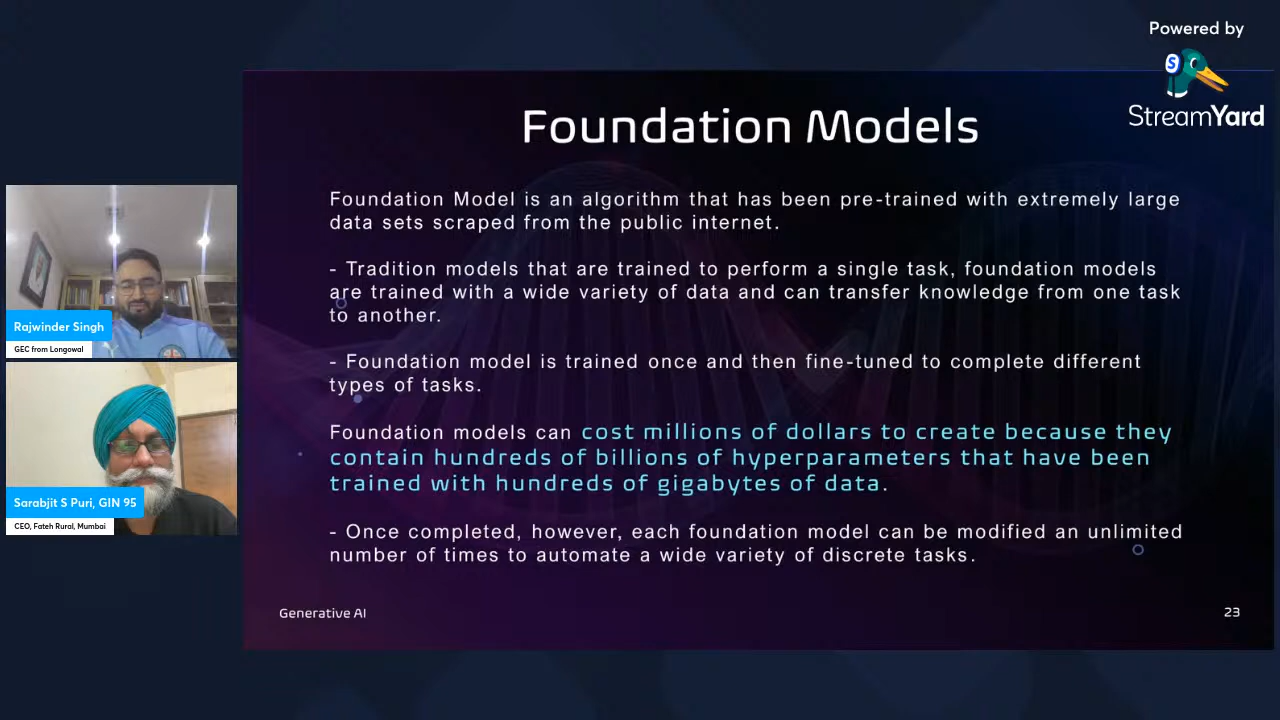 Powered by
StreamYard
Foundation Models
Foundation Model is an algorithm that has been pre-trained with extremely large
data sets scraped from the public internet.
- Tradition models that are trained to perform a single task, foundation models
are trained with a wide variety of data and can transfer knowledge from one task
to another.
- Foundation model is trained once and then fine-tuned to complete different
types of tasks.
Foundation models can cost millions of dollars to create because they
contain hundreds of billions of hyperparameters that have been
trained with hundreds of gigabytes of data.
- Once completed, however, each foundation model can be modified an unlimited
number of times to automate a wide variety of discrete tasks.
Generative AI
23
Rajwinder Singh
GEC from Longowal
Sarabjit S Puri, GIN 95
CEO, Fateh Rural, Mumbai